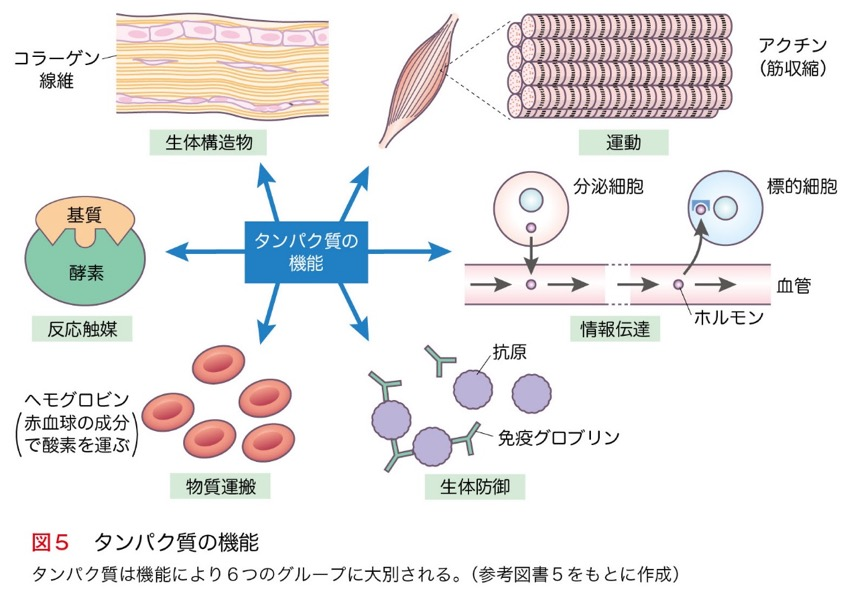 コラーゲン
線維
生体構造物
アクチン
（筋収縮）
運動
基質
酵素
反応触媒
タンパク質の
機能
分泌細胞
標的細胞
血管
ホルモン
情報伝達
ヘモグロビン
（赤血球の成分
で酸素を運ぶ）
物質運搬
抗原
免疫グロブリン
生体防御
図5 タンパク質の機能
タンパク質は機能により6つのグループに大別される。（参考図書5をもとに作成）